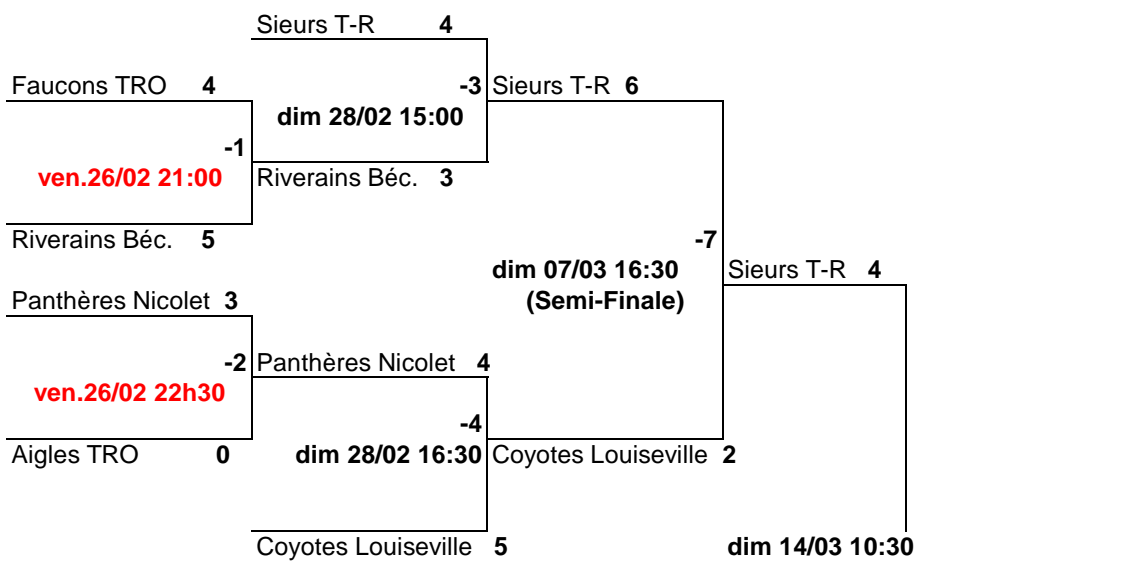 Sieurs T-R 4
Faucons TRO 4
-3 Sieurs T-R 6
dim 28/02 15:00
-1
ven.26/02 21:00
Riverains Béc. 3
Riverains Béc. 5
-7
dim 07/03 16:30
Sieurs T-R 4
Panthères Nicolet 3
(Semi-Finale)
-2 Panthères Nicolet 4
ven.26/02 22h30
-4
Aigles TRO 0
dim 28/02 16:30
Coyotes Louiseville 2
Coyotes Louiseville 5
dim 14/03 10:30